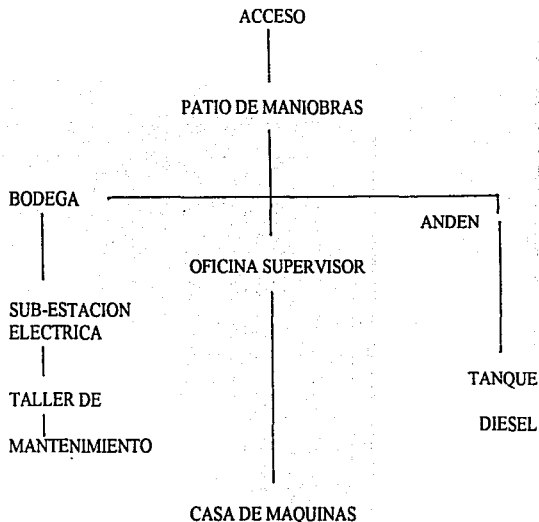 ACCESO
PATIO DE MANIOBRAS
BODEGA
ANDEN
OFICINA SUPERVISOR
SUB-ESTACION
ELECTRICA
TANQUE
TALLER DE
DIESEL
MANTENIMIENTO
CASA DE MAQUINAS